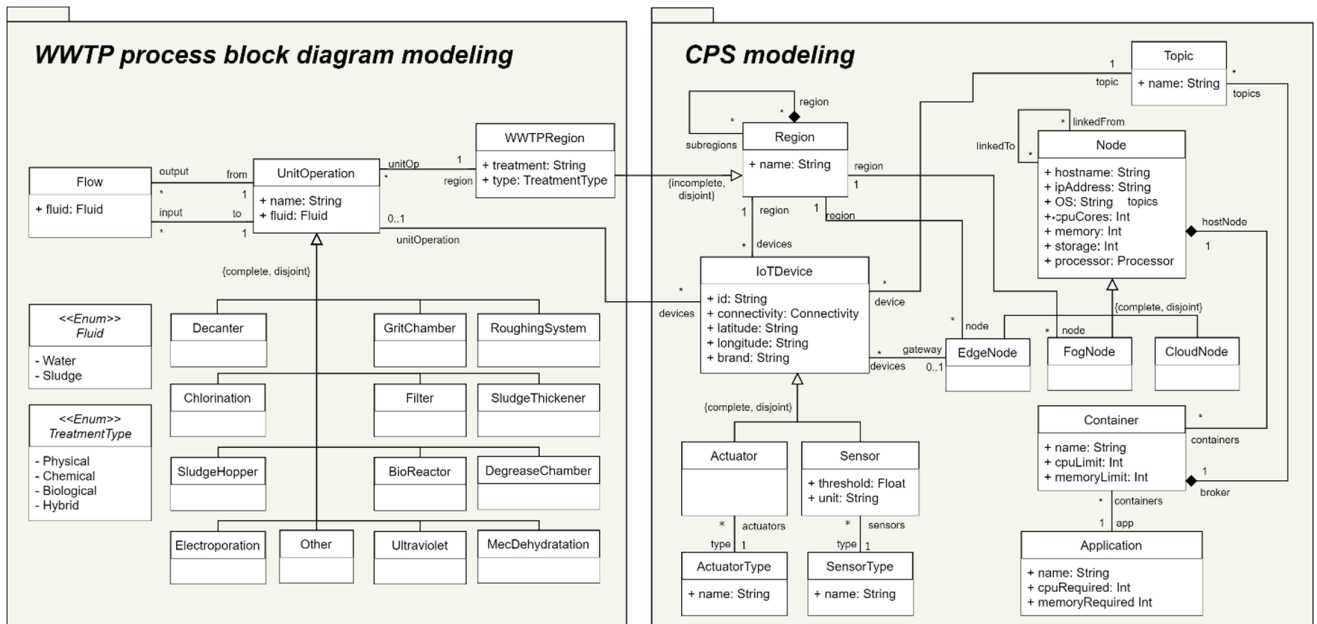 WWTP process block diagram modeling
Flow
+ fluid: Fluid
output
from
*
1
input
to
*
1
UnitOperation
+ name: String
+ fluid: Fluid
unitOp
1
*
region
WWTPRegion
+ treatment: String
+ type: TreatmentType
0..1
unitOperation
{complete, disjoint}
<<Enum>>
Fluid
- Water
- Sludge
<<Enum>>
TreatmentType
- Physical
- Chemical
- Biological
- Hybrid
Decanter
GritChamber
RoughingSystem
Chlorination
Filter
SludgeThickener
SludgeHopper
BioReactor
DegreaseChamber
Electroporation
Other
Ultraviolet
MecDehydratation
CPS modeling
region
*
*
subregions
Region
+ name: String
{incomplete,
disjoint}
region
1
1
region
1
region
*
devices
*
devices
IoTDevice
+ id: String
+ connectivity: Connectivity
+ latitude: String
+ longitude: String
+ brand: String
*
device
1
topic
Topic
+ name: String
*
topics
linkedFrom
*
linkedTo
*
Node
+ hostname: String
+ ipAddress: String
+ OS: String
topics
+ cpuCores: Int
*
+ memory: Int
+ storage: Int
+ processor: Processor
hostNode
1
{complete, disjoint}
*
node
*
node
gateway
0..1
*
devices
EdgeNode
FogNode
CloudNode
{complete, disjoint}
Actuator
Sensor
+ threshold: Float
+ unit: String
*
actuators
type
1
*
sensors
type
1
ActuatorType
+ name: String
SensorType
+ name: String
Container
+ name: String
+ cpuLimit: Int
+ memoryLimit: Int
*
containers
1
broker
*
containers
1
app
Application
+ name: String
+ cpuRequired: Int
+ memoryRequired Int